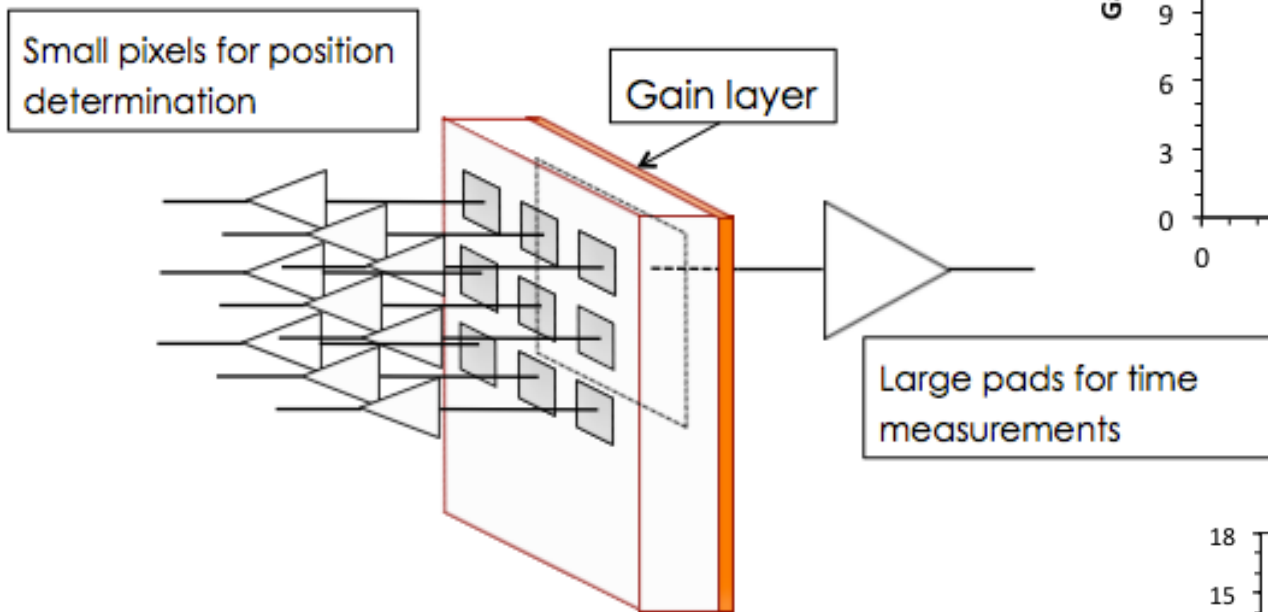 Small pixels for position
determination
Gain layer
Large pads for time
measurements
G
9
6
3
0
0
18
15